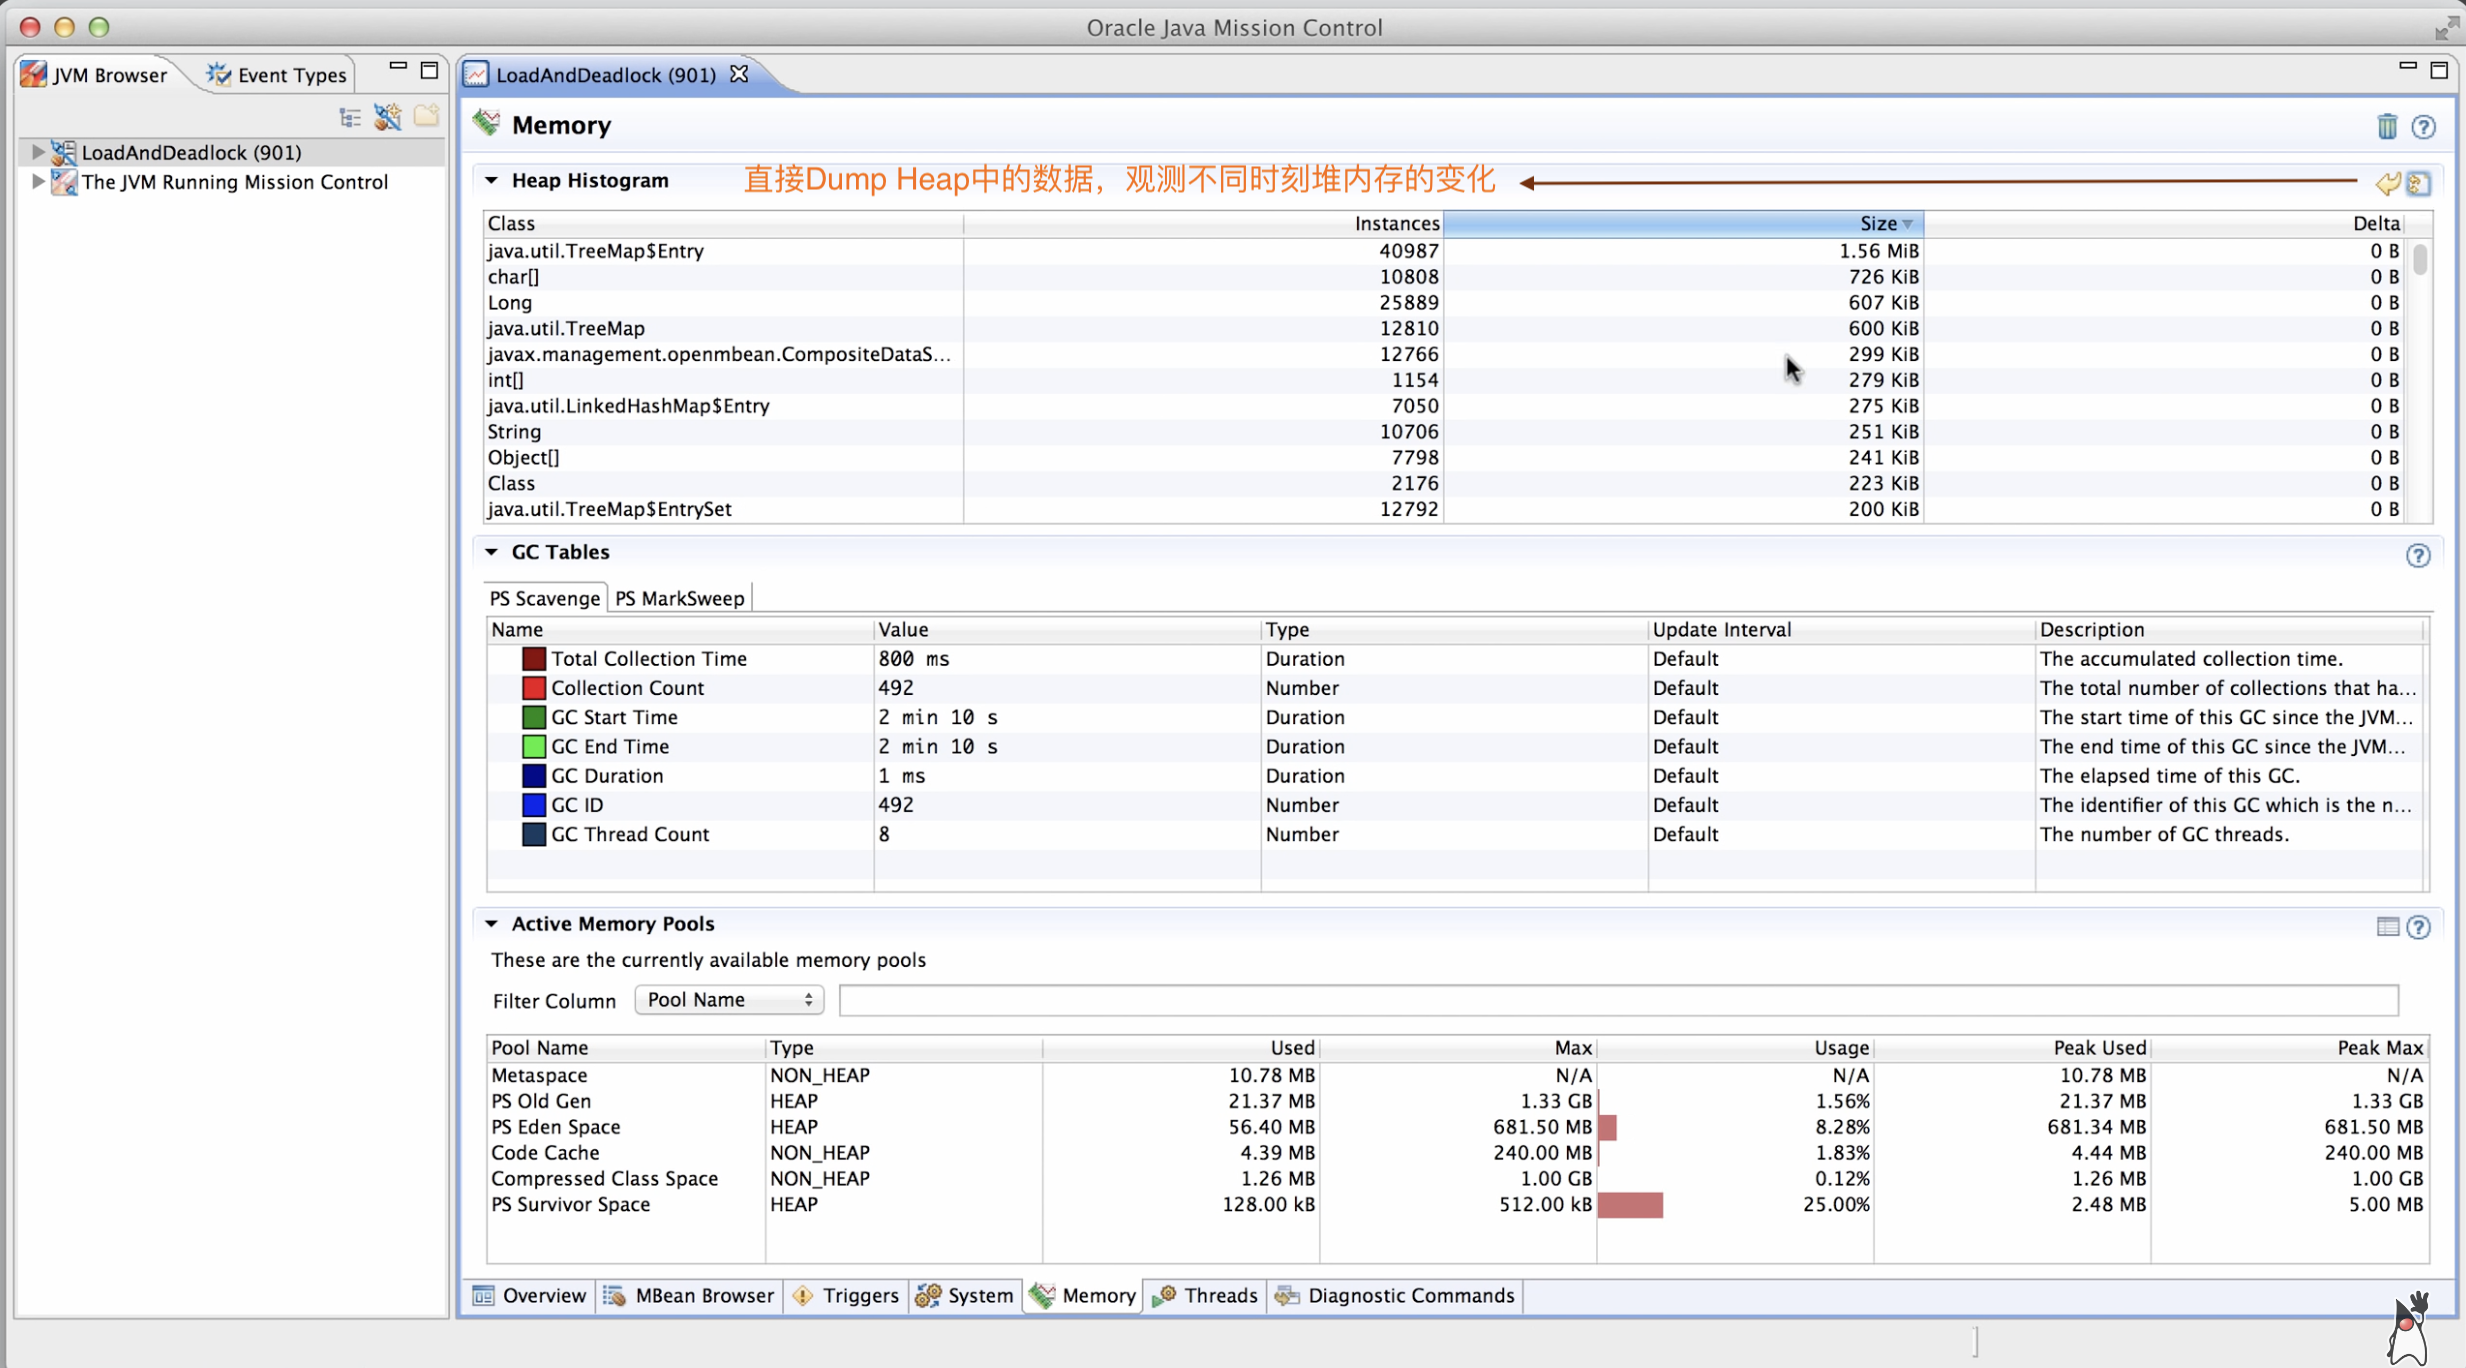 Oracle Java Mission Control
JVM Browser
Event Types
LoadAndDeadlock (901)
LoadAndDeadlock (901)
The JVM Running Mission Control
Memory
Heap Histogram
直接Dump Heap中的数据，观测不同时刻堆内存的变化
Class Instances Size Delta
java.util.TreeMap$Entry 40987 1.56 MiB 0 B
char[] 10808 726 KiB 0 B
Long 25889 607 KiB 0 B
java.util.TreeMap 12810 600 KiB 0 B
javax.management.openmbean.CompositeDataS... 12766 299 KiB 0 B
int[] 1154 279 KiB 0 B
java.util.LinkedHashMap$Entry 7050 275 KiB 0 B
String 10706 251 KiB 0 B
Object[] 7798 241 KiB 0 B
Class 2176 223 KiB 0 B
java.util.TreeMap$EntrySet 12792 200 KiB 0 B
GC Tables
PS Scavenge PS MarkSweep
Name Value Type Update Interval Description
Total Collection Time 800 ms Duration Default The accumulated collection time.
Collection Count 492 Number Default The total number of collections that ha...
GC Start Time 2 min 10 s Duration Default The start time of this GC since the JVM...
GC End Time 2 min 10 s Duration Default The end time of this GC since the JVM...
GC Duration 1 ms Duration Default The elapsed time of this GC.
GC ID 492 Number Default The identifier of this GC which is the n...
GC Thread Count 8 Number Default The number of GC threads.
Active Memory Pools
These are the currently available memory pools
Filter Column Pool Name
Pool Name Type Used Max Usage Peak Used Peak Max
Metaspace NON_HEAP 10.78 MB N/A N/A 10.78 MB N/A
PS Old Gen HEAP 21.37 MB 1.33 GB 1.56% 21.37 MB 1.33 GB
PS Eden Space HEAP 56.40 MB 681.50 MB 8.28% 681.34 MB 681.50 MB
Code Cache NON_HEAP 4.39 MB 240.00 MB 1.83% 4.44 MB 240.00 MB
Compressed Class Space NON_HEAP 1.26 MB 1.00 GB 0.12% 1.26 MB 1.00 GB
PS Survivor Space HEAP 128.00 kB 512.00 kB 25.00% 2.48 MB 5.00 MB
Overview MBean Browser Triggers System Memory Threads Diagnostic Commands